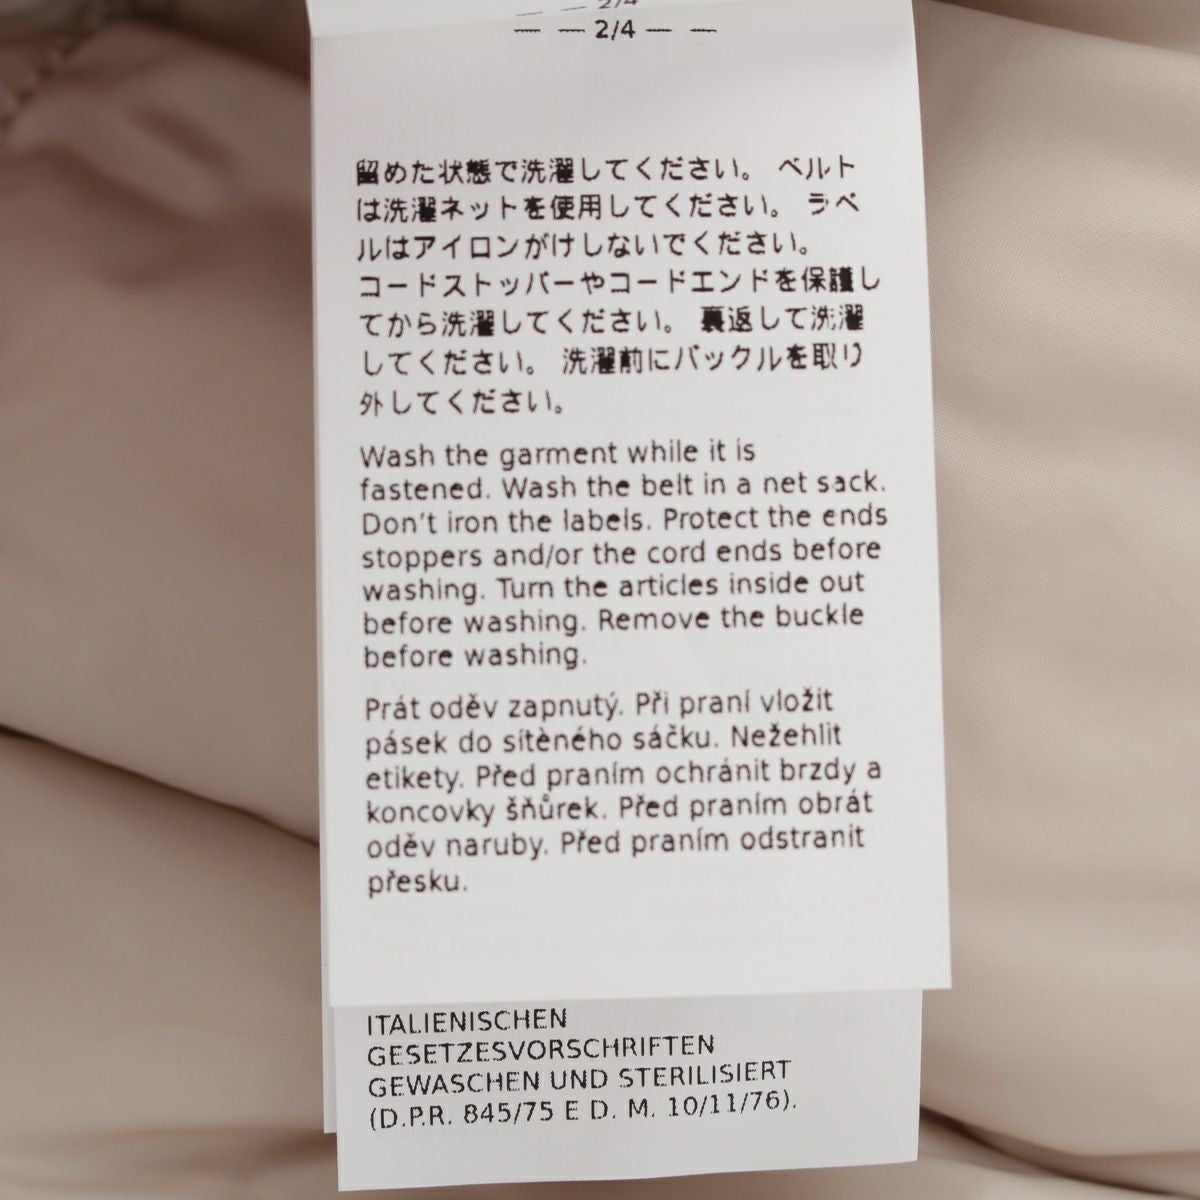 2/4
— — 2/4 — —
留めた状態で洗濯してください。 ベルト
は洗濯ネットを使用してください。 ラベ
ルはアイロンがけしないでください。
コードストッパーやコードエンドを保護し
てから洗濯してください。 裏返して洗濯
してください。 洗濯前にバックルを取り
外してください。
Wash the garment while it is
fastened. Wash the belt in a net sack.
Don't iron the labels. Protect the ends
stoppers and/or the cord ends before
washing. Turn the articles inside out
before washing. Remove the buckle
before washing.
Prát oděv zapnutý. Při praní vložit
pásek do sítèného sáčku. Nežehlit
etikety. Před praním ochránit brzdy a
koncovky šňůrek. Před praním obrát
oděv naruby. Před praním odstranit
přesku.
ITALIENISCHEN
GESETZESVORSCHRIFTEN
GEWASCHEN UND STERILISIERT
(D.P.R. 845/75 E D. M. 10/11/76).